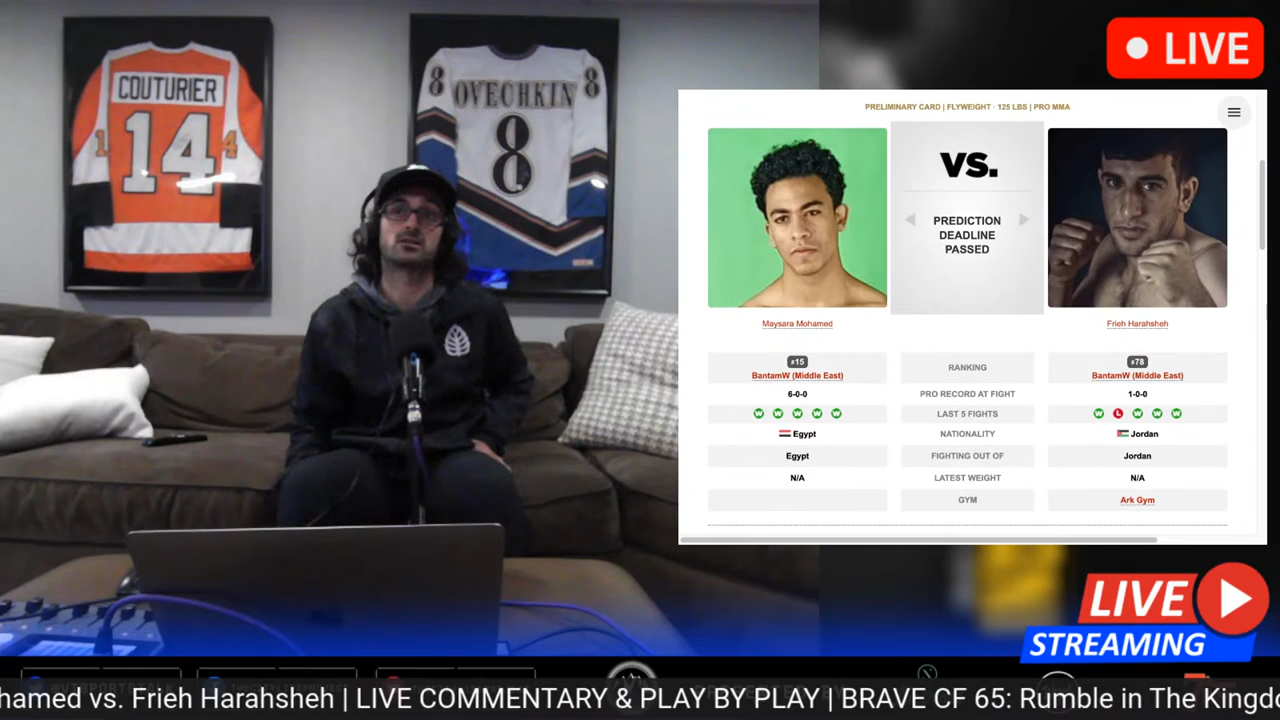 COUTURIER
14
1
4
8
OVECHKIN
8
8
LIVE
PRELIMINARY CARD | FLYWEIGHT · 125 LBS | PRO MMA
VS.
PREDICTION
DEADLINE
PASSED
Maysara Mohamed
Frieh Harahsheh
#15
BantamW (Middle East)
RANKING
#78
BantamW (Middle East)
6-0-0
PRO RECORD AT FIGHT
1-0-0
W W W W W
LAST 5 FIGHTS
W L W W W
Egypt
NATIONALITY
Jordan
Egypt
FIGHTING OUT OF
Jordan
N/A
LATEST WEIGHT
N/A
GYM
Ark Gym
LIVE
STREAMING
hamed vs. Frieh Harahsheh | LIVE COMMENTARY & PLAY BY PLAY | BRAVE CF 65: Rumble in The Kingdo